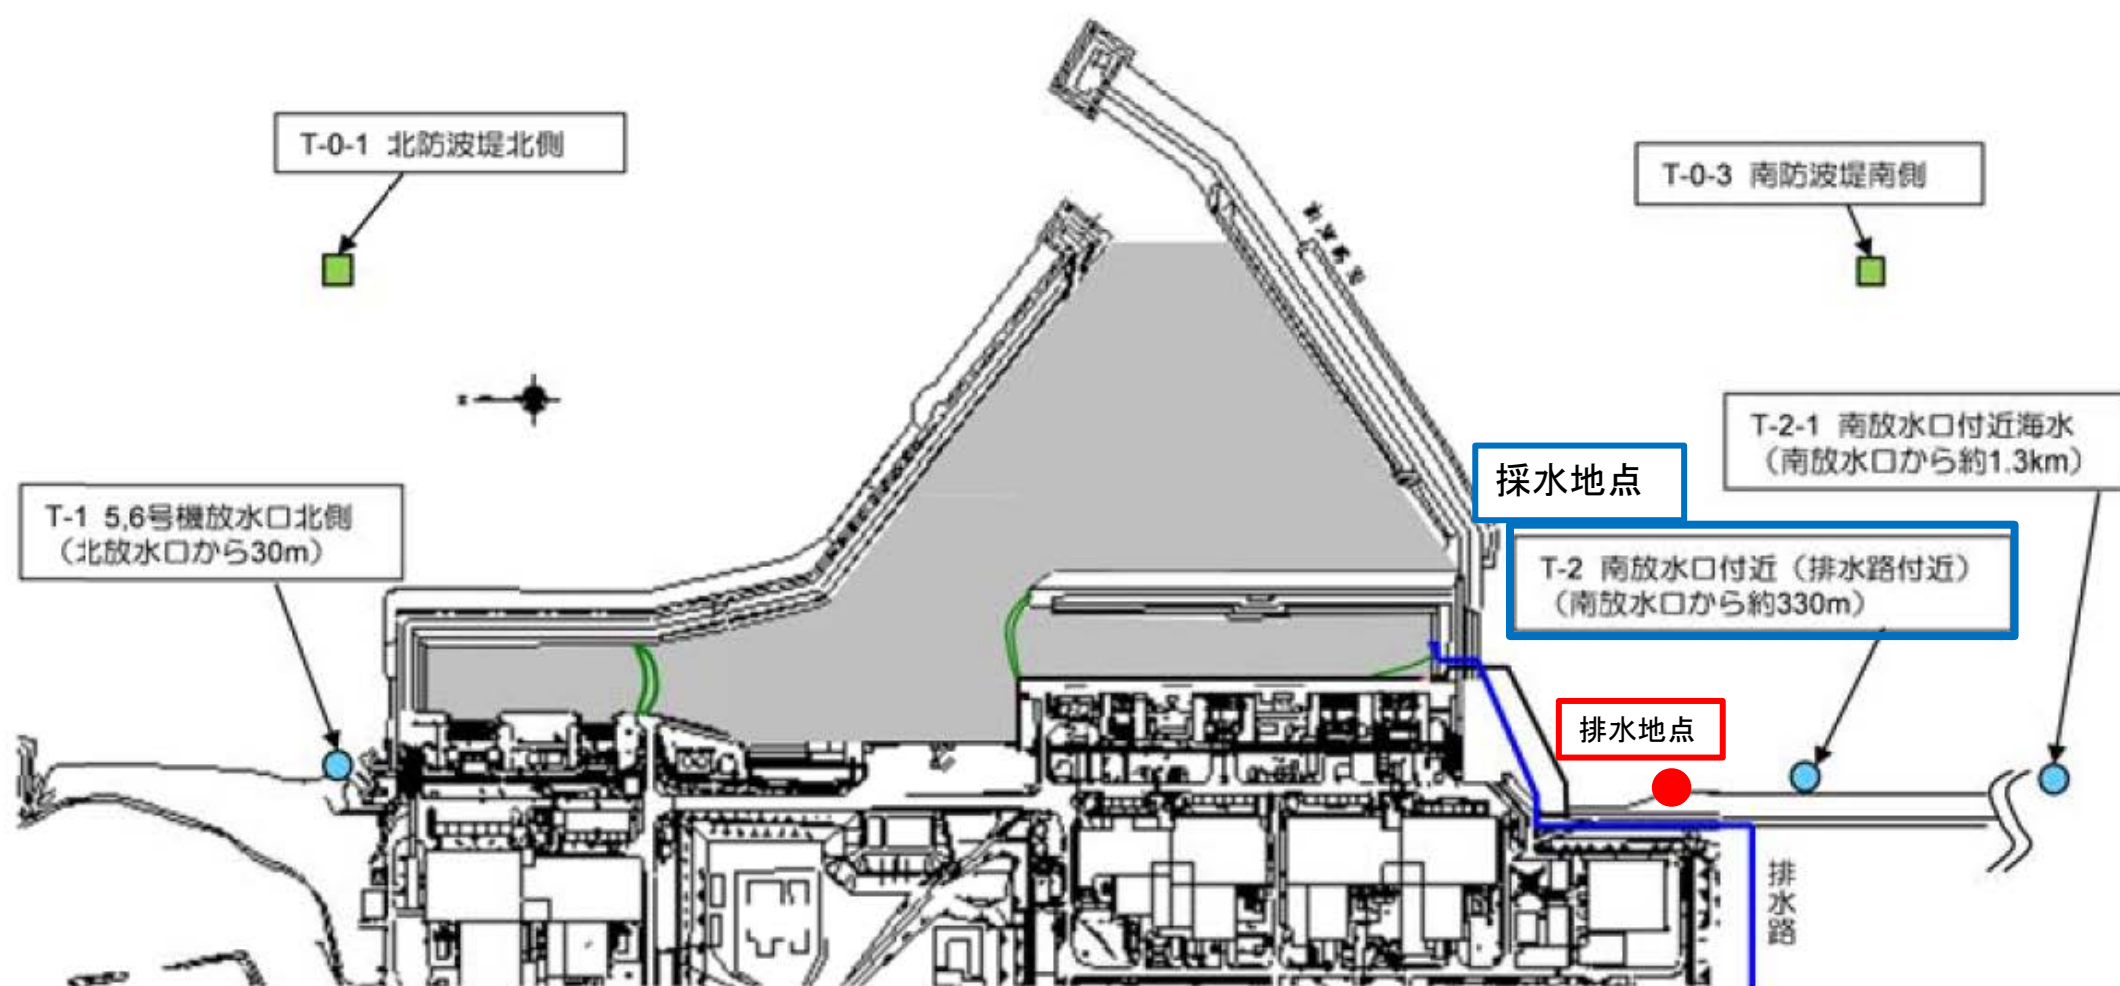 T-0-1 北防波堤北側
T-0-3 南防波堤南側
T-2-1 南放水口付近海水
（南放水口から約1.3km）
採水地点
T-1 5,6号機放水口北側
（北放水口から30m）
T-2 南放水口付近（排水路付近）
（南放水口から約330m）
排水地点
排水路